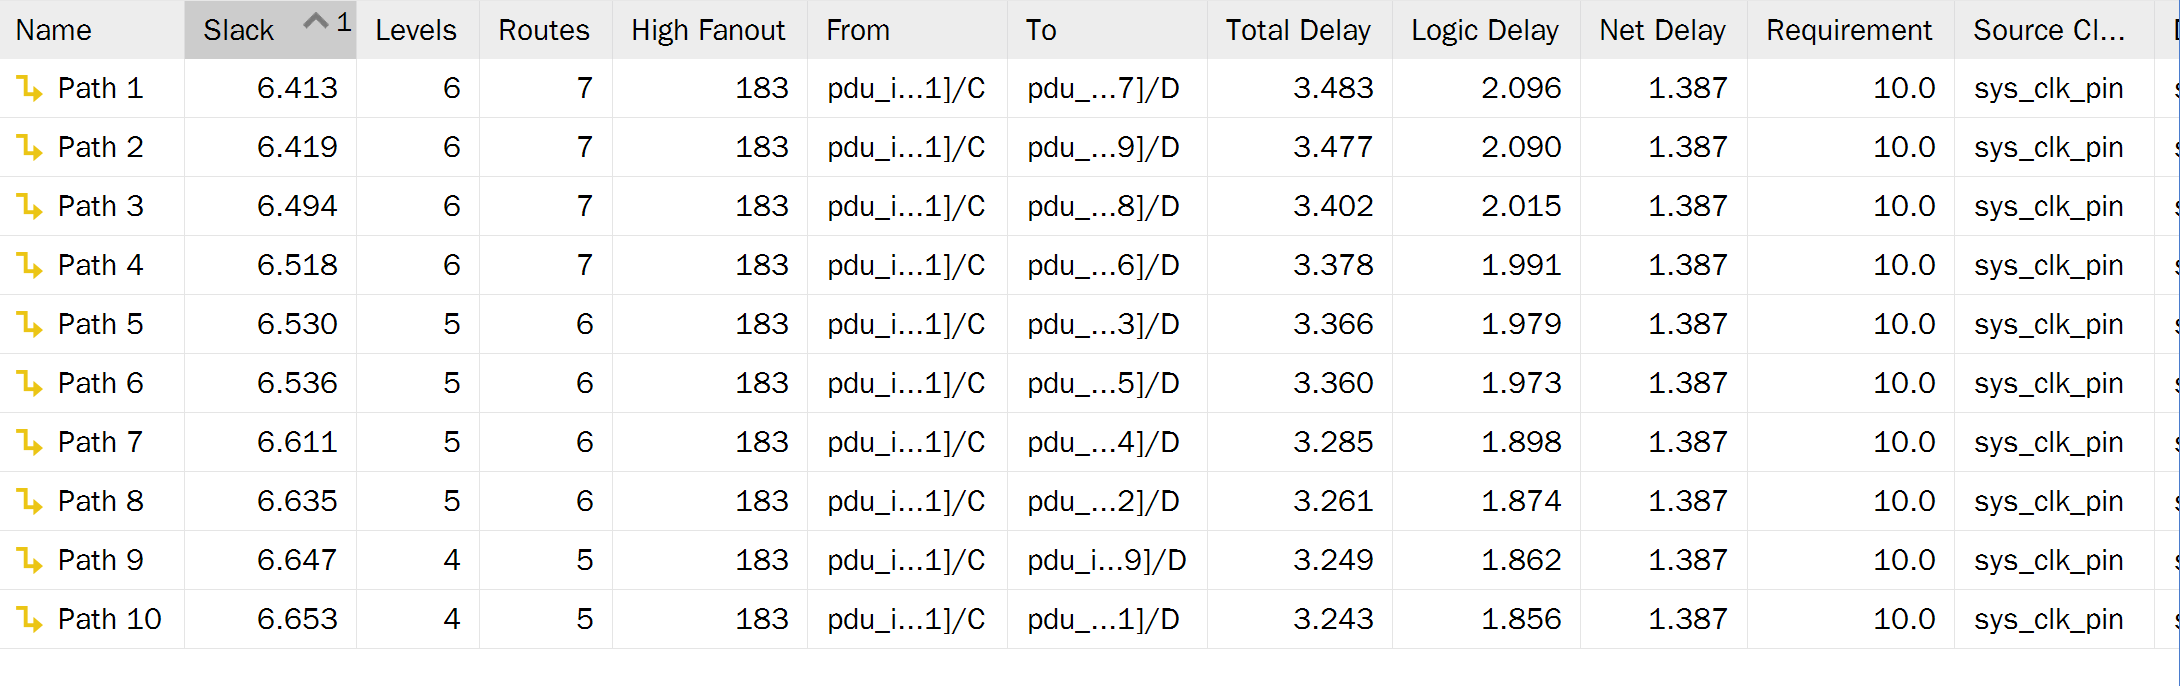 Name Slack 1 Levels Routes High Fanout From To Total Delay Logic Delay Net Delay Requirement Source Cl...
Path 1 6.413 6 7 183 pdu_i...1]/C pdu_...7]/D 3.483 2.096 1.387 10.0 sys_clk_pin
Path 2 6.419 6 7 183 pdu_i...1]/C pdu_...9]/D 3.477 2.090 1.387 10.0 sys_clk_pin
Path 3 6.494 6 7 183 pdu_i...1]/C pdu_...8]/D 3.402 2.015 1.387 10.0 sys_clk_pin
Path 4 6.518 6 7 183 pdu_i...1]/C pdu_...6]/D 3.378 1.991 1.387 10.0 sys_clk_pin
Path 5 6.530 5 6 183 pdu_i...1]/C pdu_...3]/D 3.366 1.979 1.387 10.0 sys_clk_pin
Path 6 6.536 5 6 183 pdu_i...1]/C pdu_...5]/D 3.360 1.973 1.387 10.0 sys_clk_pin
Path 7 6.611 5 6 183 pdu_i...1]/C pdu_...4]/D 3.285 1.898 1.387 10.0 sys_clk_pin
Path 8 6.635 5 6 183 pdu_i...1]/C pdu_...2]/D 3.261 1.874 1.387 10.0 sys_clk_pin
Path 9 6.647 4 5 183 pdu_i...1]/C pdu_i...9]/D 3.249 1.862 1.387 10.0 sys_clk_pin
Path 10 6.653 4 5 183 pdu_i...1]/C pdu_...1]/D 3.243 1.856 1.387 10.0 sys_clk_pin